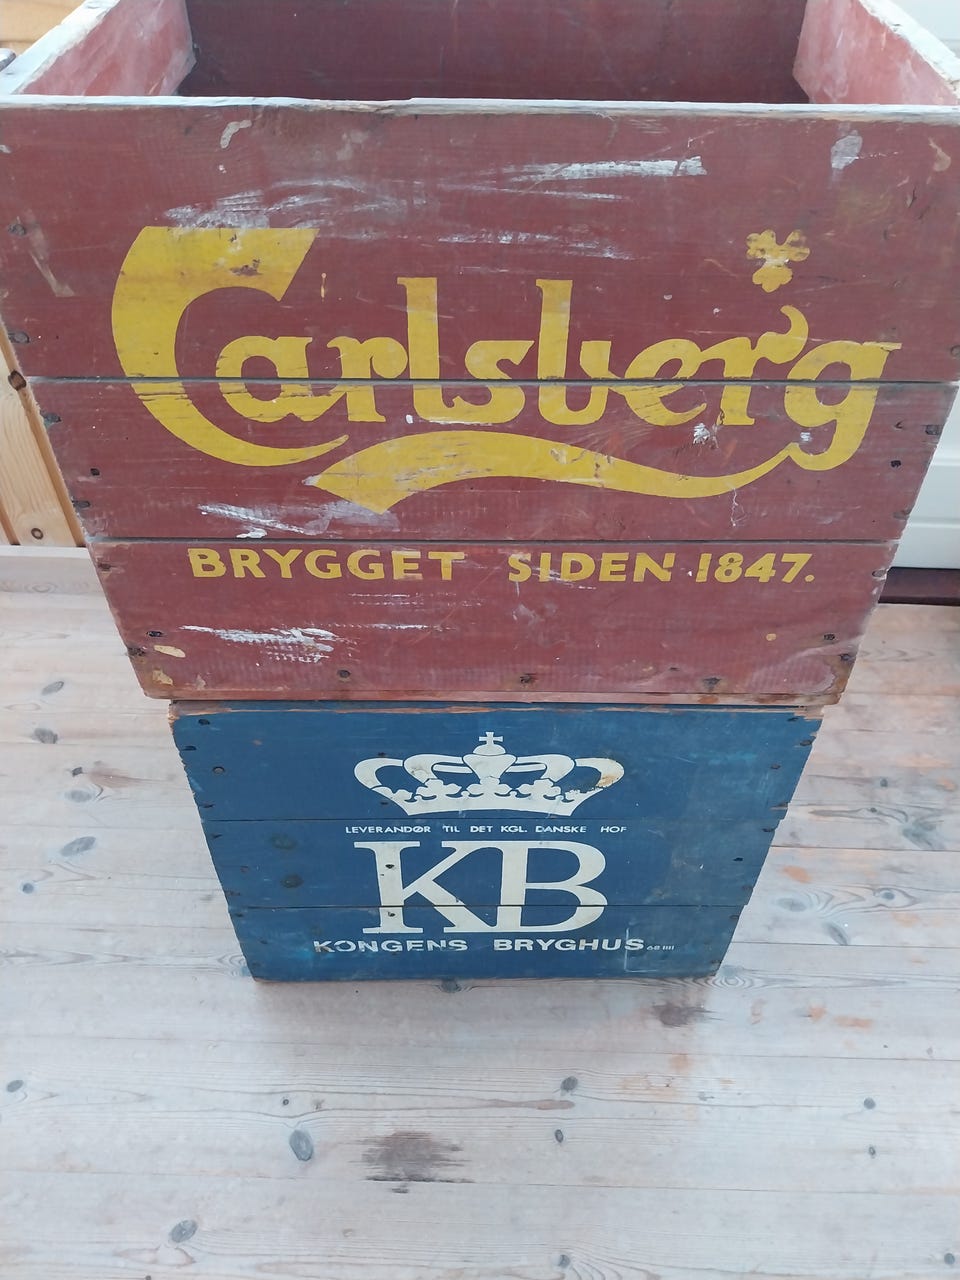 Carlsberg
BRYGGET SIDEN 1847.
LEVERANDØR TIL DET KGL. DANSKE HOF
KB
KONGENS BRYGHUS